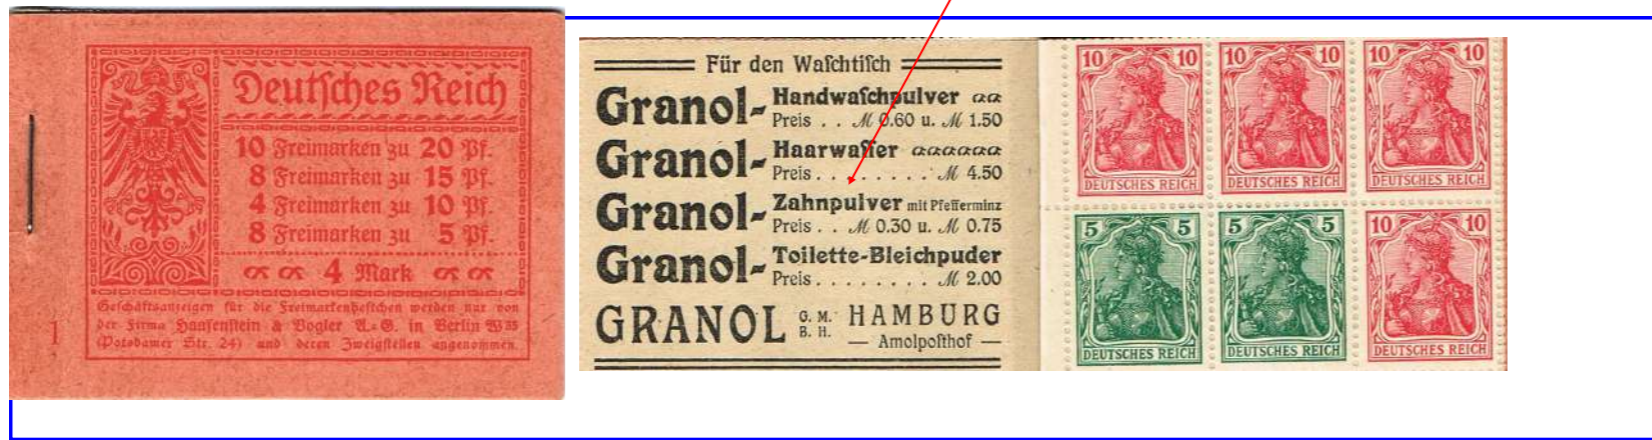 Deutſches Reich
10 Freimarken zu 20 Pf.
8 Freimarken zu 15 Pf.
4 Freimarken zu 10 Pf.
8 Freimarken zu 5 Pf.
4 Mark
1
Geſchäftsanzeigen für die Freimarkenheftchen werden nur von
der Firma Haaſenſtein & Vogler A.-G. in Berlin W 35
(Potsdamer Str. 24) und deren Zweigſtellen angenommen.
Für den Waſchtiſch
Granol- Handwaſchpulver
Preis . . M 0.60 u. M 1.50
Granol- Haarwaſſer
Preis . . . . . . . . . M 4.50
Granol- Zahnpulver mit Pfefferminz
Preis . . M 0.30 u. M 0.75
Granol- Toilette-Bleichpuder
Preis . . . . . . . . . M 2.00
GRANOL G. M. B. H. HAMBURG
— Amolpoſthof —
10 10 10 10 10 10
DEUTSCHES REICH DEUTSCHES REICH DEUTSCHES REICH
5 5 5 5 10 10
DEUTSCHES REICH DEUTSCHES REICH DEUTSCHES REICH